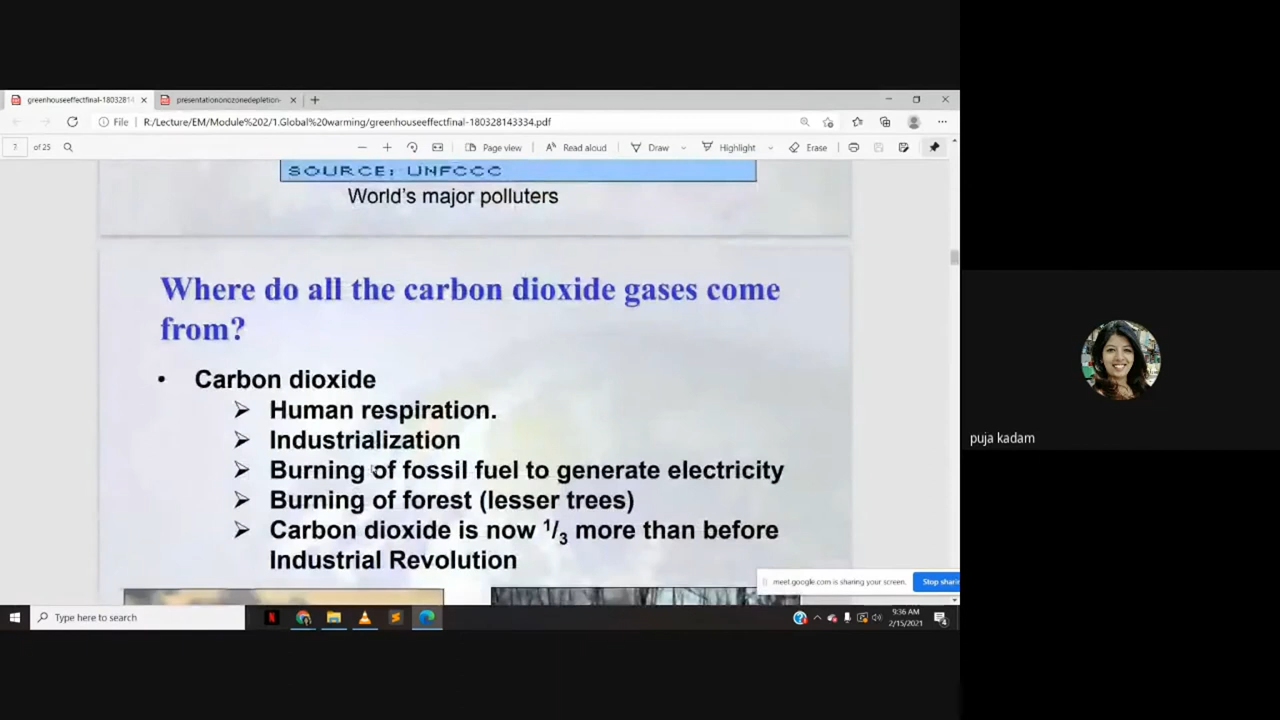 greenhouseeffectfinal-1803281
presentationonozonedepletion-
File
R:/Lecture/EM/Module%202/1.Global%20warming/greenhouseeffectfinal-180328143334.pdf
7 of 25
Page view
Read aloud
Draw
Highlight
Erase
SOURCE: UNFCCC
World's major polluters
Where do all the carbon dioxide gases come
from?
• Carbon dioxide
➢ Human respiration.
➢ Industrialization
➢ Burning of fossil fuel to generate electricity
➢ Burning of forest (lesser trees)
➢ Carbon dioxide is now 1/3 more than before
Industrial Revolution
puja kadam
meet.google.com is sharing your screen.
Stop sharin
Type here to search
9:36 AM
2/15/2021